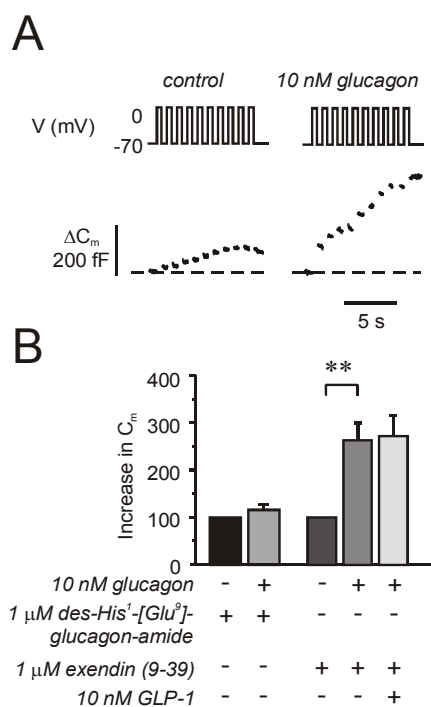 A
control 10 nM glucagon
V (mV) 0
-70
ΔCm
200 fF
5 s
B
**
Increase in Cm
400
300
200
100
0
10 nM glucagon - + - + +
1 µM des-His¹-[Glu⁹]-
glucagon-amide + + - - -
1 µM exendin (9-39) - - + + +
10 nM GLP-1 - - - - +